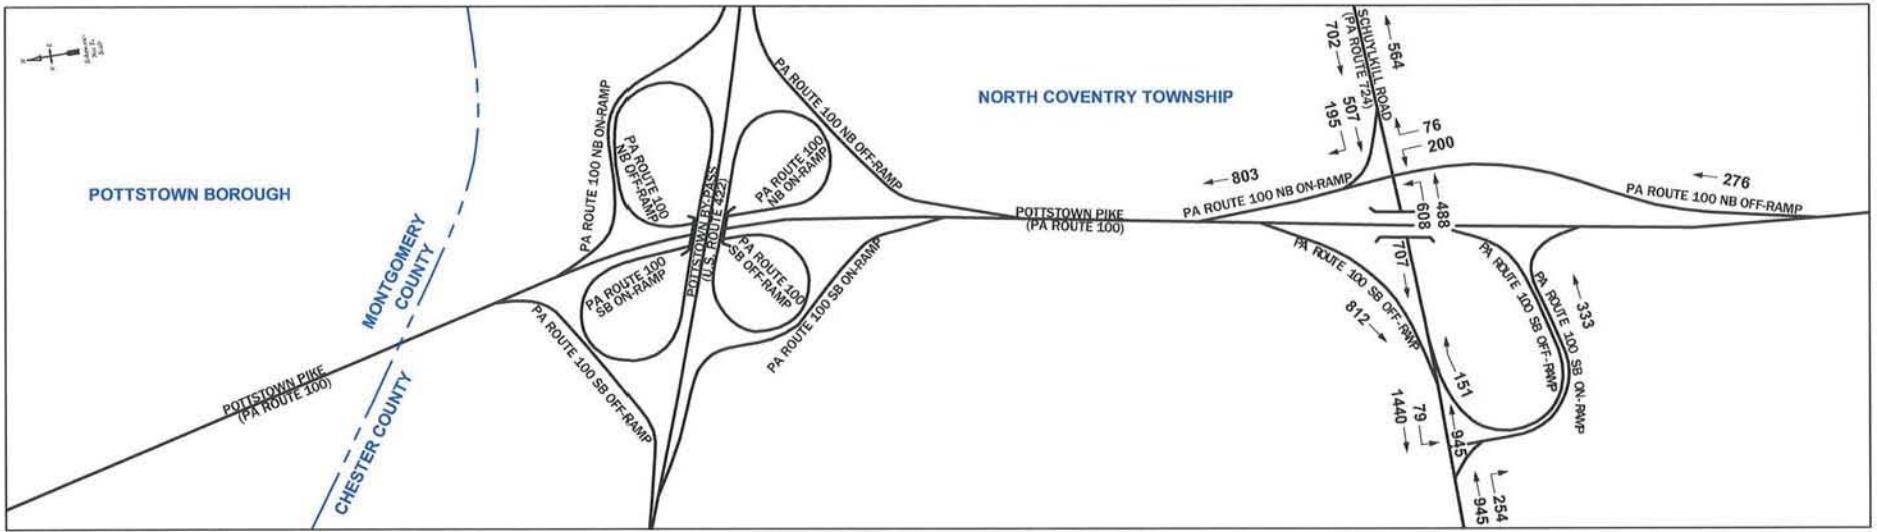 POTTSTOWN BOROUGH
MONTGOMERY
COUNTY
CHESTER COUNTY
POTTSTOWN PIKE
(PA ROUTE 100)
PA ROUTE 100 NB ON-RAMP
PA ROUTE 100
NB OFF-RAMP
PA ROUTE 100
SB ON-RAMP
PA ROUTE 100 SB OFF-RAMP
POTTSTOWN BY-PASS
(U.S. ROUTE 422)
PA ROUTE 100 NB OFF-RAMP
PA ROUTE 100
NB ON-RAMP
PA ROUTE 100
SB OFF-RAMP
PA ROUTE 100 SB ON-RAMP
NORTH COVENTRY TOWNSHIP
POTTSTOWN PIKE
(PA ROUTE 100)
SCHUYLKILL ROAD
(PA ROUTE 724)
702
564
507
195
76
200
803
PA ROUTE 100 NB ON-RAMP
276
PA ROUTE 100 NB OFF-RAMP
488
608
707
PA ROUTE 100 SB OFF-RAMP
812
PA ROUTE 100 SB OFF-RAMP
PA ROUTE 100 SB ON-RAMP
333
151
79
1440
945
254
945